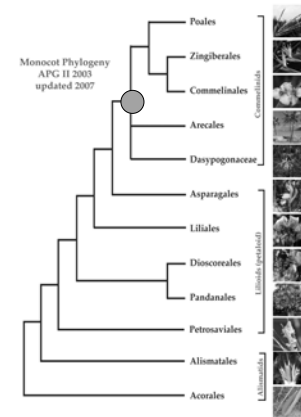 Monocot Phylogeny
APG II 2003
updated 2007
Poales
Zingiberales
Commelinales
Arecales
Dasypogonaceae
Asparagales
Liliales
Dioscoreales
Pandanales
Petrosaviales
Alismatales
Acorales
Commelinids
Lilioids (petaloid)
Alismatids